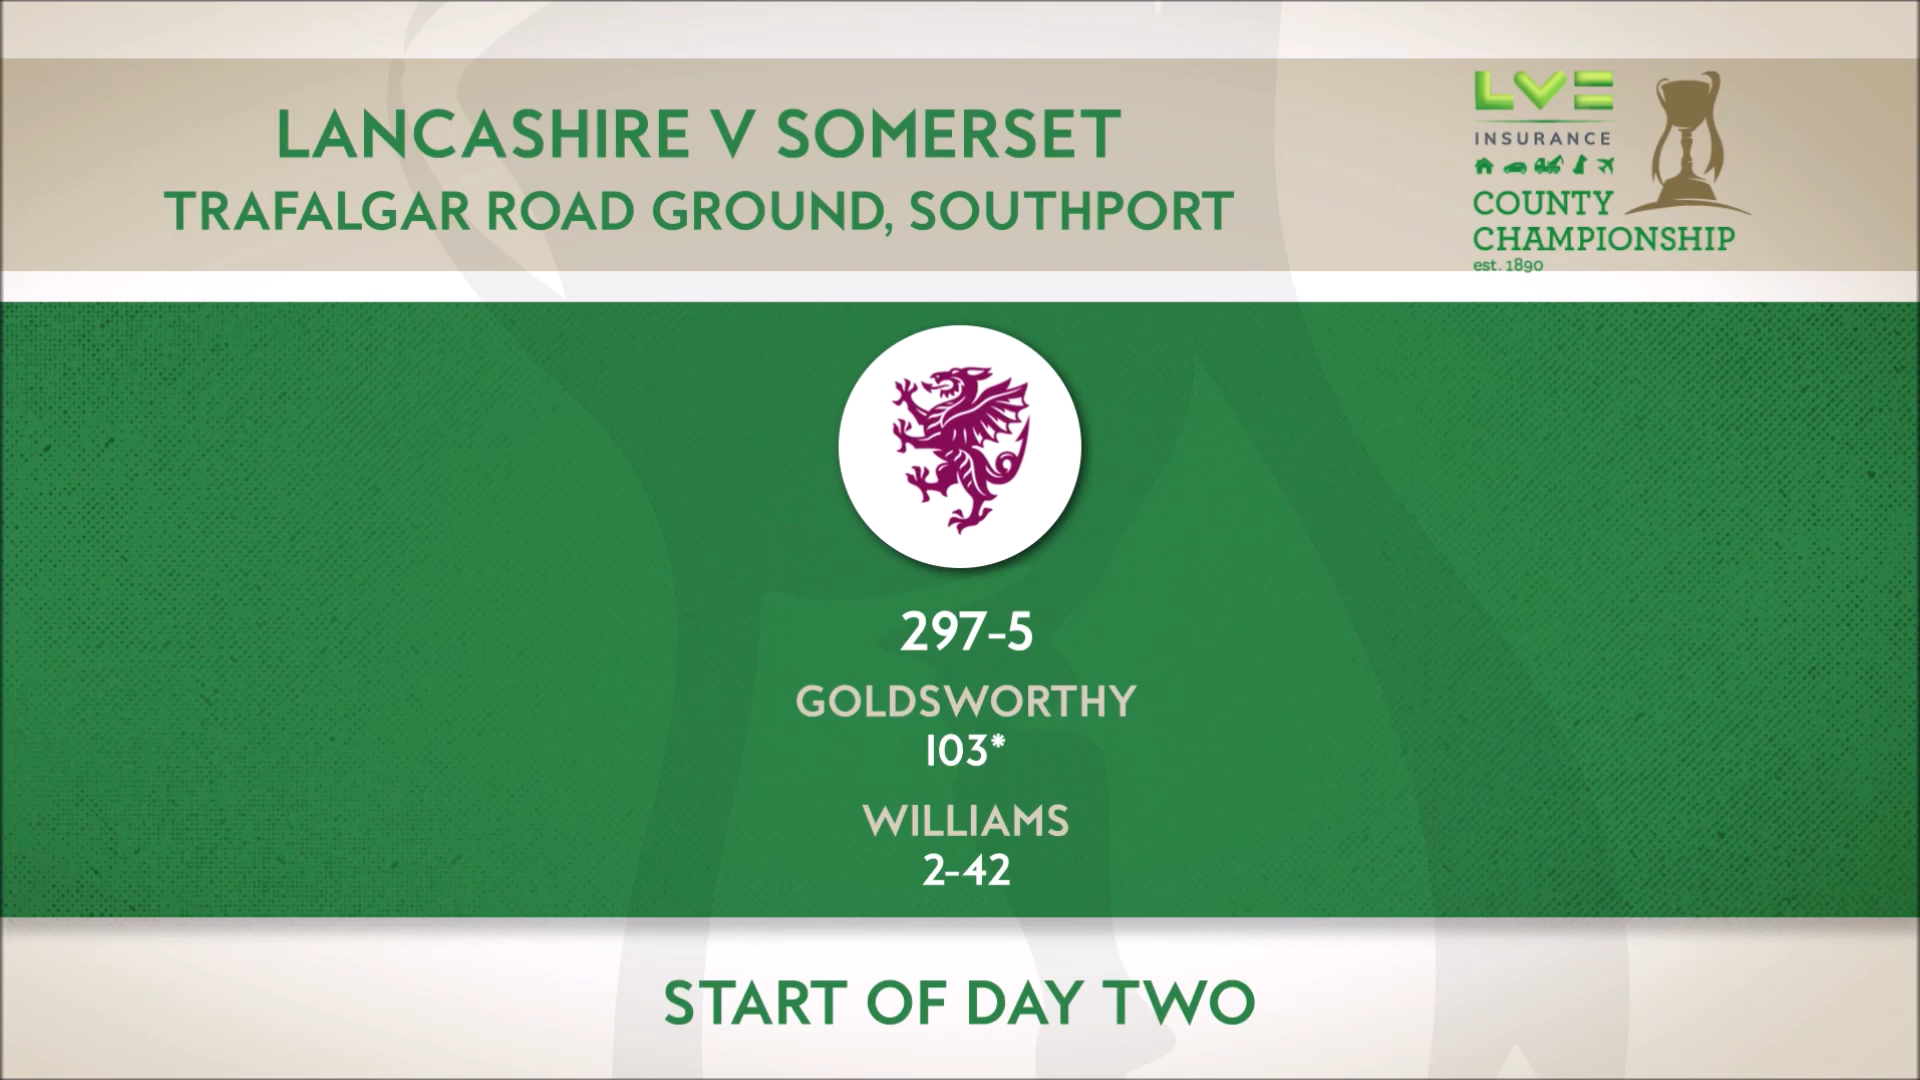 LANCASHIRE V SOMERSET
TRAFALGAR ROAD GROUND, SOUTHPORT
LV=
INSURANCE
COUNTY
CHAMPIONSHIP
est. 1890
297-5
GOLDSWORTHY
103*
WILLIAMS
2-42
START OF DAY TWO